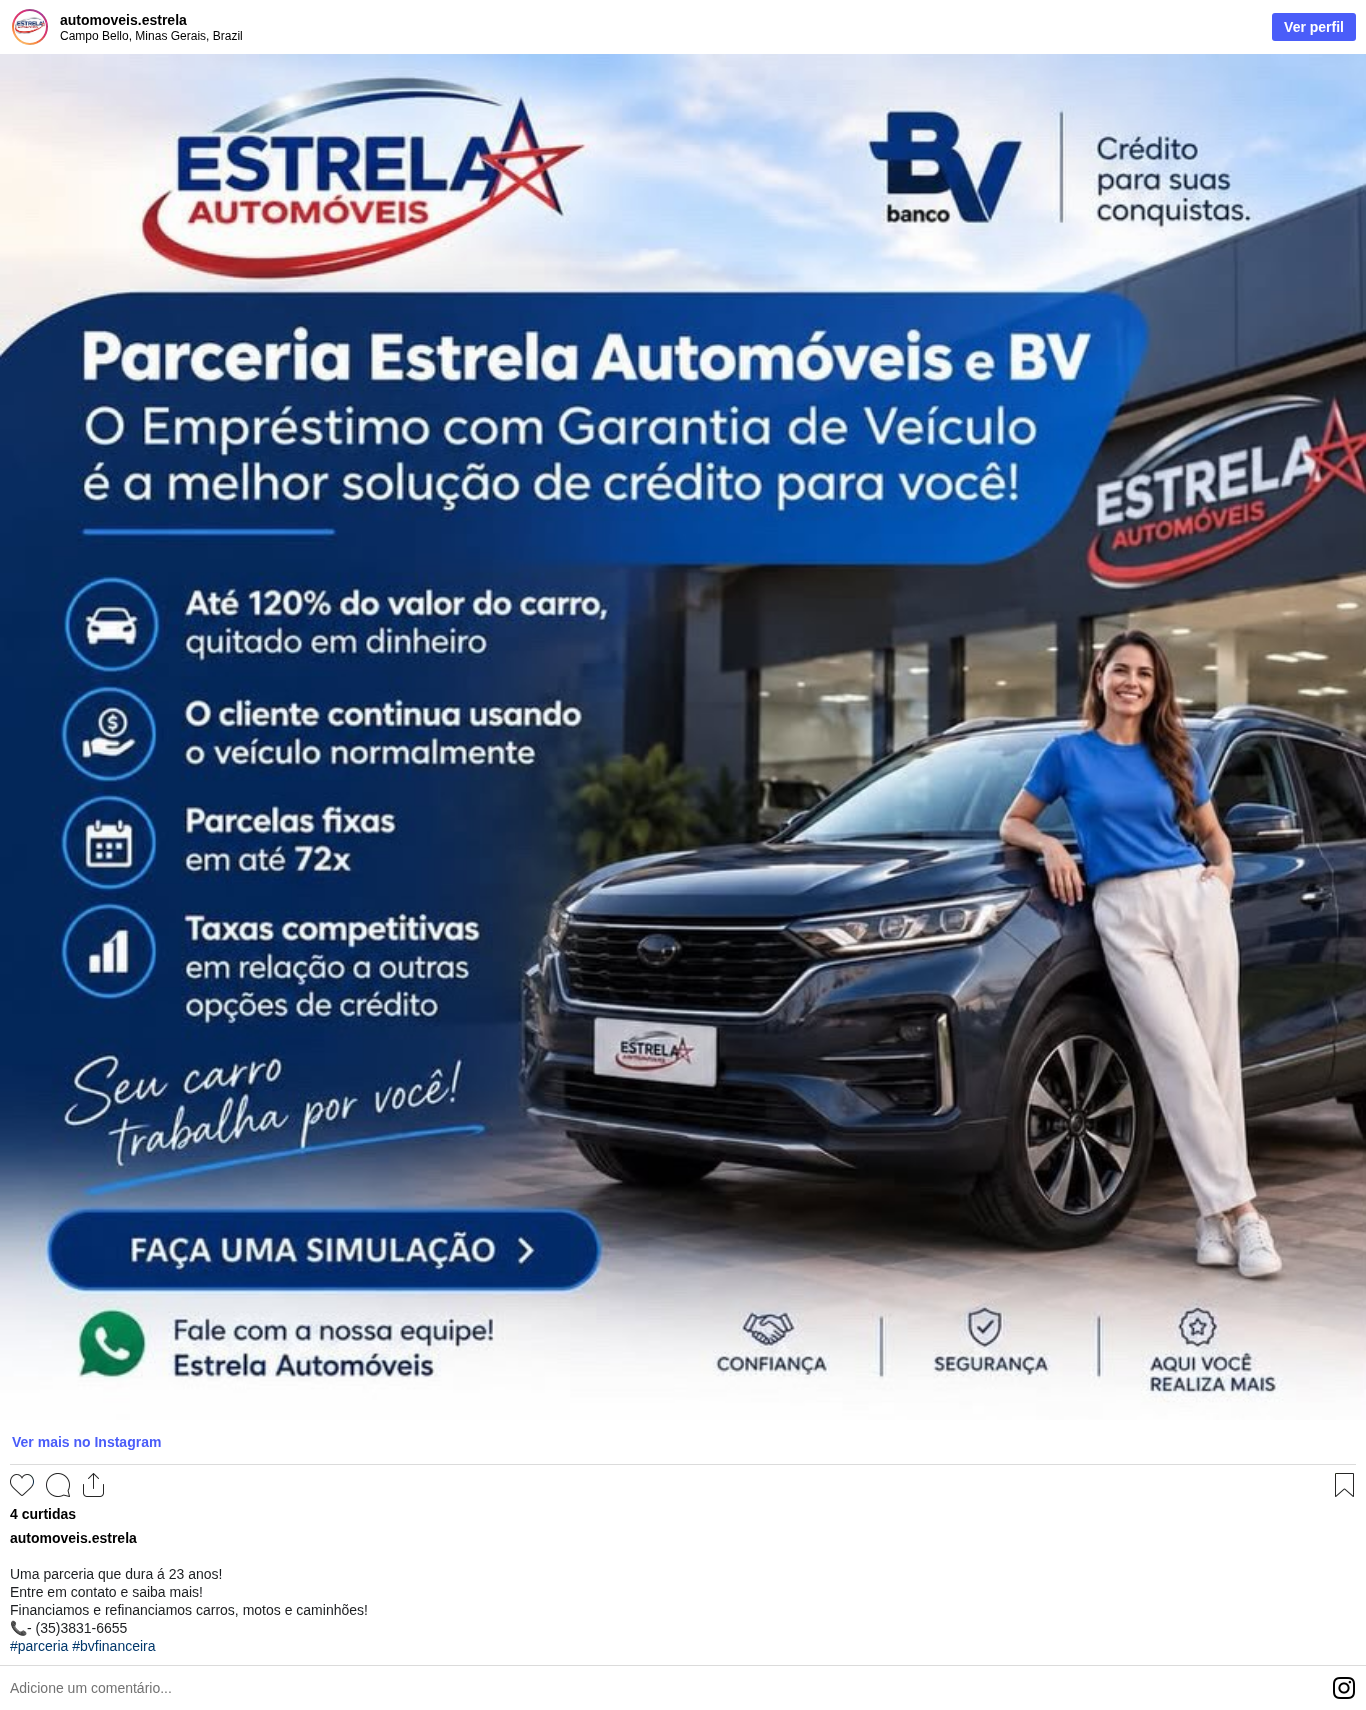 automoveis.estrela
Campo Bello, Minas Gerais, Brazil
Ver perfil
ESTRELA
AUTOMÓVEIS
BV
banco
Crédito
para suas
conquistas.
Parceria Estrela Automóveis e BV
O Empréstimo com Garantia de Veículo
é a melhor solução de crédito para você!
ESTRELA
AUTOMÓVEIS
Até 120% do valor do carro,
quitado em dinheiro
O cliente continua usando
o veículo normalmente
Parcelas fixas
em até 72x
Taxas competitivas
em relação a outras
opções de crédito
ESTRELA
AUTOMÓVEIS
Seu carro
trabalha por você!
FAÇA UMA SIMULAÇÃO
Fale com a nossa equipe!
Estrela Automóveis
CONFIANÇA
SEGURANÇA
AQUI VOCÊ
REALIZA MAIS
Ver mais no Instagram
4 curtidas
automoveis.estrela
Uma parceria que dura á 23 anos!
Entre em contato e saiba mais!
Financiamos e refinanciamos carros, motos e caminhões!
📞- (35)3831-6655
#parceria #bvfinanceira
Adicione um comentário...